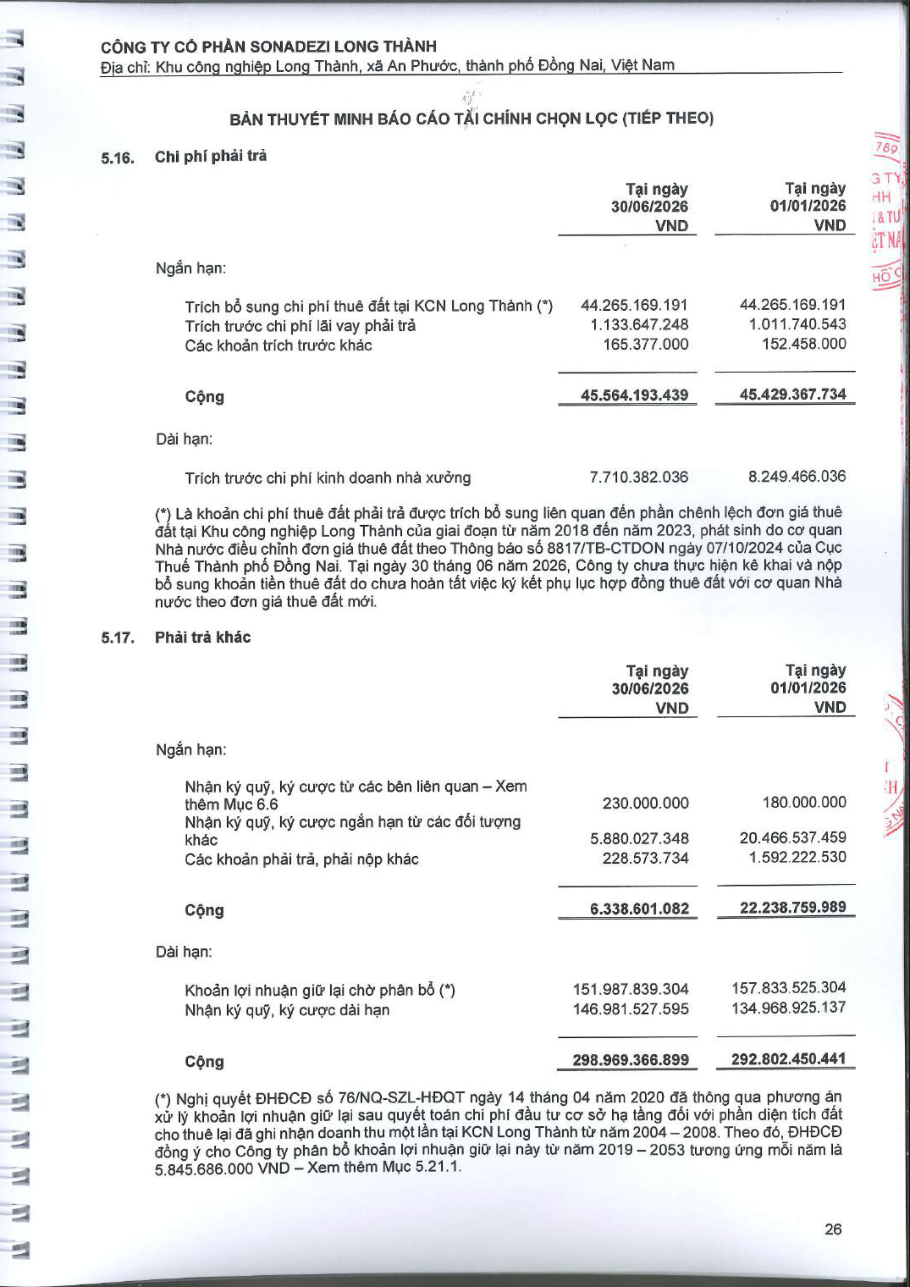 CÔNG TY CỔ PHẦN SONADEZI LONG THÀNH
Địa chỉ: Khu công nghiệp Long Thành, xã An Phước, thành phố Đồng Nai, Việt Nam
BẢN THUYẾT MINH BÁO CÁO TÀI CHÍNH CHỌN LỌC (TIẾP THEO)
5.16. Chi phí phải trả
Tại ngày Tại ngày
30/06/2026 01/01/2026
VND VND
Ngắn hạn:
Trích bổ sung chi phí thuê đất tại KCN Long Thành (*) 44.265.169.191 44.265.169.191
Trích trước chi phí lãi vay phải trả 1.133.647.248 1.011.740.543
Các khoản trích trước khác 165.377.000 152.458.000
Cộng 45.564.193.439 45.429.367.734
Dài hạn:
Trích trước chi phí kinh doanh nhà xưởng 7.710.382.036 8.249.466.036
(*) Là khoản chi phí thuê đất phải trả được trích bổ sung liên quan đến phần chênh lệch đơn giá thuê
đất tại Khu công nghiệp Long Thành của giai đoạn từ năm 2018 đến năm 2023, phát sinh do cơ quan
Nhà nước điều chỉnh đơn giá thuê đất theo Thông báo số 8817/TB-CTDON ngày 07/10/2024 của Cục
Thuế Thành phố Đồng Nai. Tại ngày 30 tháng 06 năm 2026, Công ty chưa thực hiện kê khai và nộp
bổ sung khoản tiền thuê đất do chưa hoàn tất việc ký kết phụ lục hợp đồng thuê đất với cơ quan Nhà
nước theo đơn giá thuê đất mới.
5.17. Phải trả khác
Tại ngày Tại ngày
30/06/2026 01/01/2026
VND VND
Ngắn hạn:
Nhận ký quỹ, ký cược từ các bên liên quan – Xem
thêm Mục 6.6 230.000.000 180.000.000
Nhận ký quỹ, ký cược ngắn hạn từ các đối tượng
khác 5.880.027.348 20.466.537.459
Các khoản phải trả, phải nộp khác 228.573.734 1.592.222.530
Cộng 6.338.601.082 22.238.759.989
Dài hạn:
Khoản lợi nhuận giữ lại chờ phân bổ (*) 151.987.839.304 157.833.525.304
Nhận ký quỹ, ký cược dài hạn 146.981.527.595 134.968.925.137
Cộng 298.969.366.899 292.802.450.441
(*) Nghị quyết ĐHĐCĐ số 76/NQ-SZL-HĐQT ngày 14 tháng 04 năm 2020 đã thông qua phương án
xử lý khoản lợi nhuận giữ lại sau quyết toán chi phí đầu tư cơ sở hạ tầng đối với phần diện tích đất
cho thuê lại đã ghi nhận doanh thu một lần tại KCN Long Thành từ năm 2004 – 2008. Theo đó, ĐHĐCĐ
đồng ý cho Công ty phân bổ khoản lợi nhuận giữ lại này từ năm 2019 – 2053 tương ứng mỗi năm là
5.845.686.000 VND – Xem thêm Mục 5.21.1.
26
789
G TY
HH
& TU
ỆT NA
HỒ C